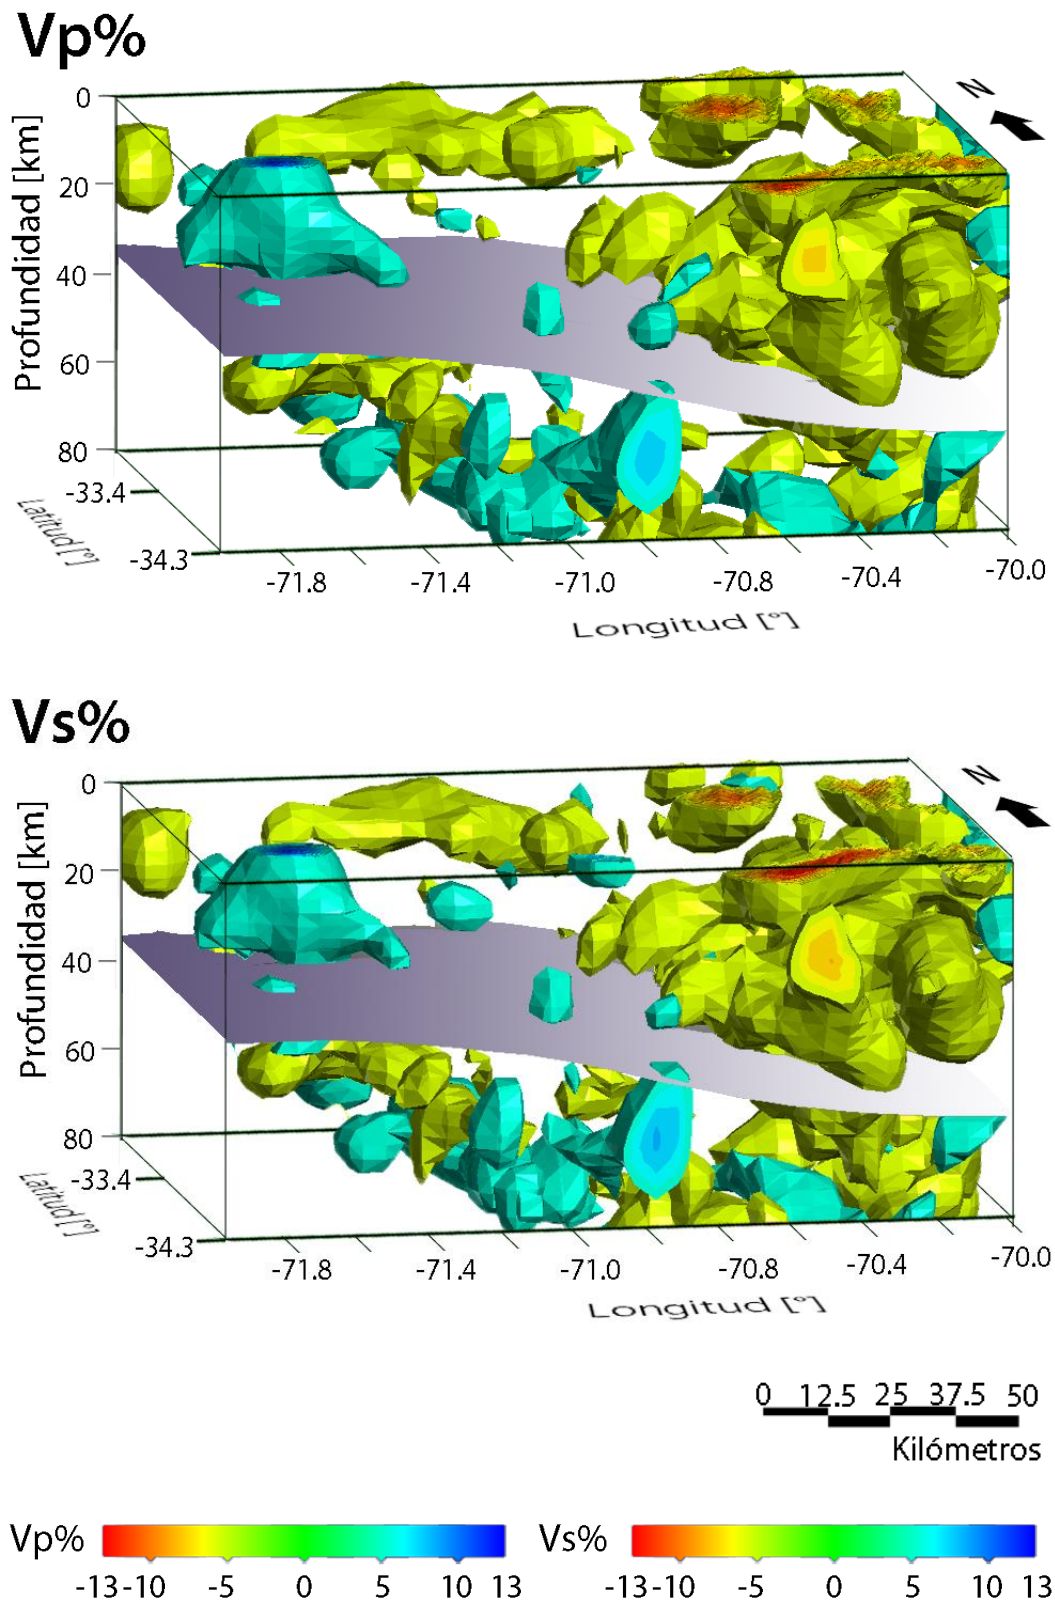 Vp%
N
0
20
40
60
80
Profundidad [km]
-33.4
-34.3
Latitud [°]
-71.8
-71.4
-71.0
-70.8
-70.4
-70.0
Longitud [°]
Vs%
N
0
20
40
60
80
Profundidad [km]
-33.4
-34.3
Latitud [°]
-71.8
-71.4
-71.0
-70.8
-70.4
-70.0
Longitud [°]
0 12.5 25 37.5 50
Kilómetros
Vp%
-13 -10 -5 0 5 10 13
Vs%
-13 -10 -5 0 5 10 13